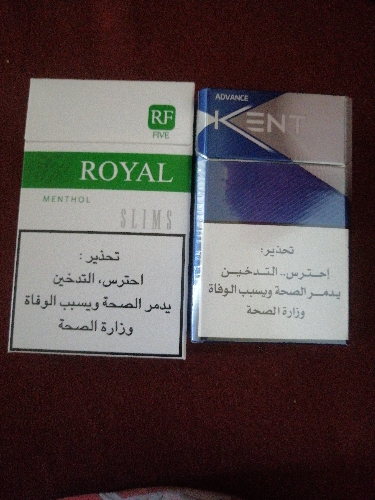 RF
FIVE
ROYAL
MENTHOL
SLIMS
تحذير :
احترس، التدخين
يدمر الصحة ويسبب الوفاة
وزارة الصحة
ADVANCE
KENT
تحذير:
إحترس.. التدخين
يدمر الصحة ويسبب الوفاة
وزارة الصحة